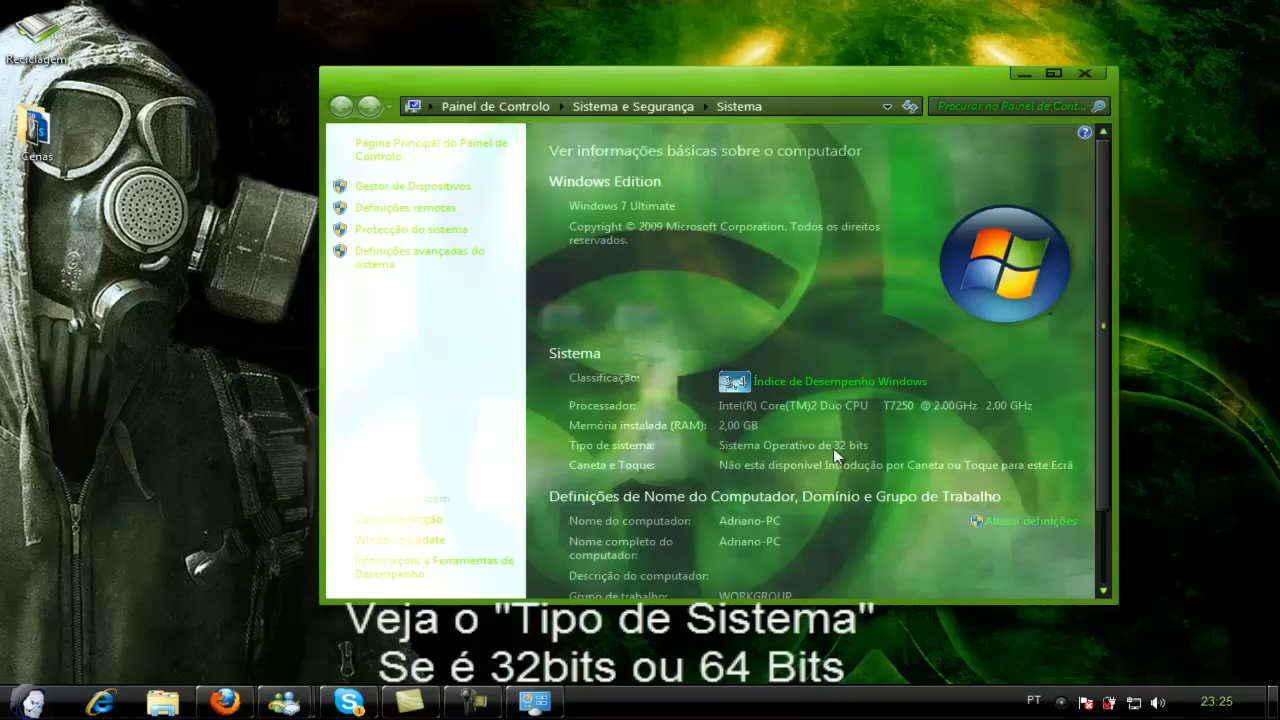 Reciclagem
Cenas
Painel de Controlo
Sistema e Segurança
Sistema
Procurar no Painel de Cont...
Página Principal do Painel de
Controlo
Gestor de Dispositivos
Definições remotas
Protecção do sistema
Definições avançadas do
sistema
Centro de Acção
Windows Update
Informações e Ferramentas de
Desempenho
Ver informações básicas sobre o computador
Windows Edition
Windows 7 Ultimate
Copyright © 2009 Microsoft Corporation. Todos os direitos
reservados.
Sistema
Classificação: Índice de Desempenho Windows
Processador: Intel(R) Core(TM)2 Duo CPU T7250 @ 2.00GHz 2.00 GHz
Memória instalada (RAM): 2,00 GB
Tipo de sistema: Sistema Operativo de 32 bits
Caneta e Toque: Não está disponível Introdução por Caneta ou Toque para este Ecrã
Definições de Nome do Computador, Domínio e Grupo de Trabalho
Nome do computador: Adriano-PC
Alterar definições
Nome completo do
computador: Adriano-PC
Descrição do computador:
Grupo de trabalho: WORKGROUP
Veja o "Tipo de Sistema"
Se é 32bits ou 64 Bits
PT
23:25